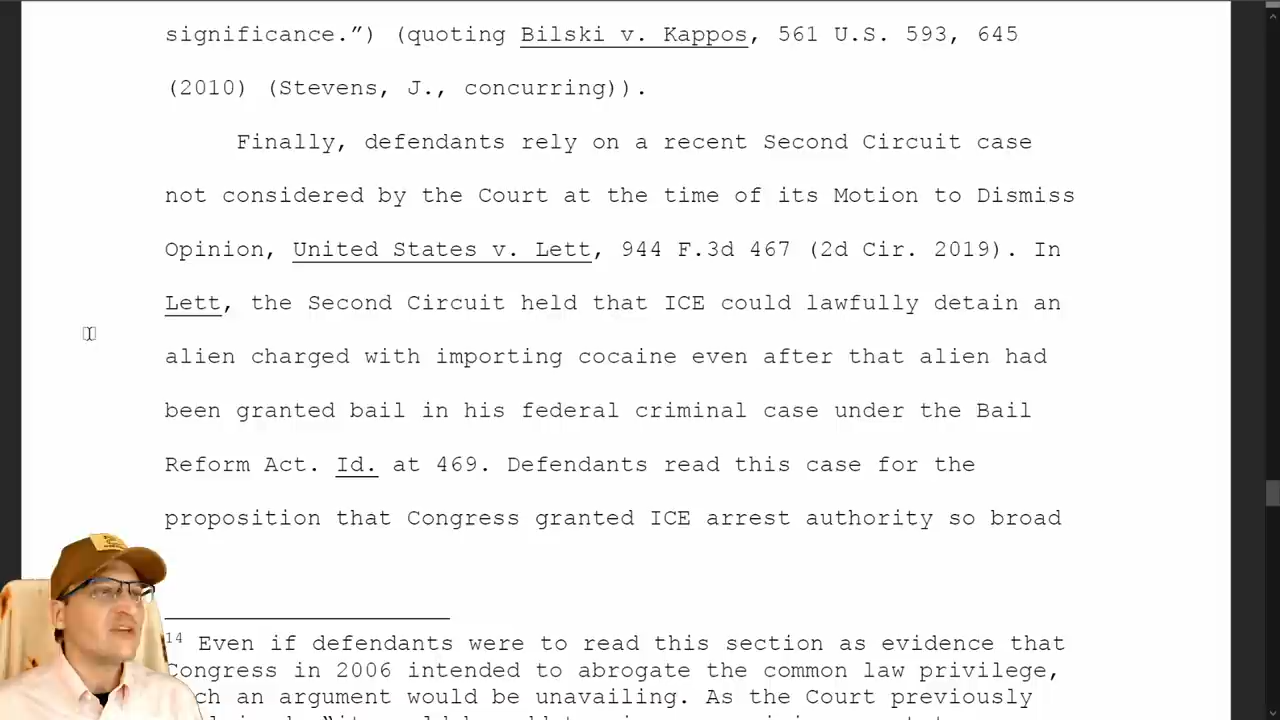 significance.”) (quoting Bilski v. Kappos, 561 U.S. 593, 645
(2010) (Stevens, J., concurring)).
Finally, defendants rely on a recent Second Circuit case
not considered by the Court at the time of its Motion to Dismiss
Opinion, United States v. Lett, 944 F.3d 467 (2d Cir. 2019). In
Lett, the Second Circuit held that ICE could lawfully detain an
alien charged with importing cocaine even after that alien had
been granted bail in his federal criminal case under the Bail
Reform Act. Id. at 469. Defendants read this case for the
proposition that Congress granted ICE arrest authority so broad
14 Even if defendants were to read this section as evidence that
Congress in 2006 intended to abrogate the common law privilege,
an argument would be unavailing. As the Court previously